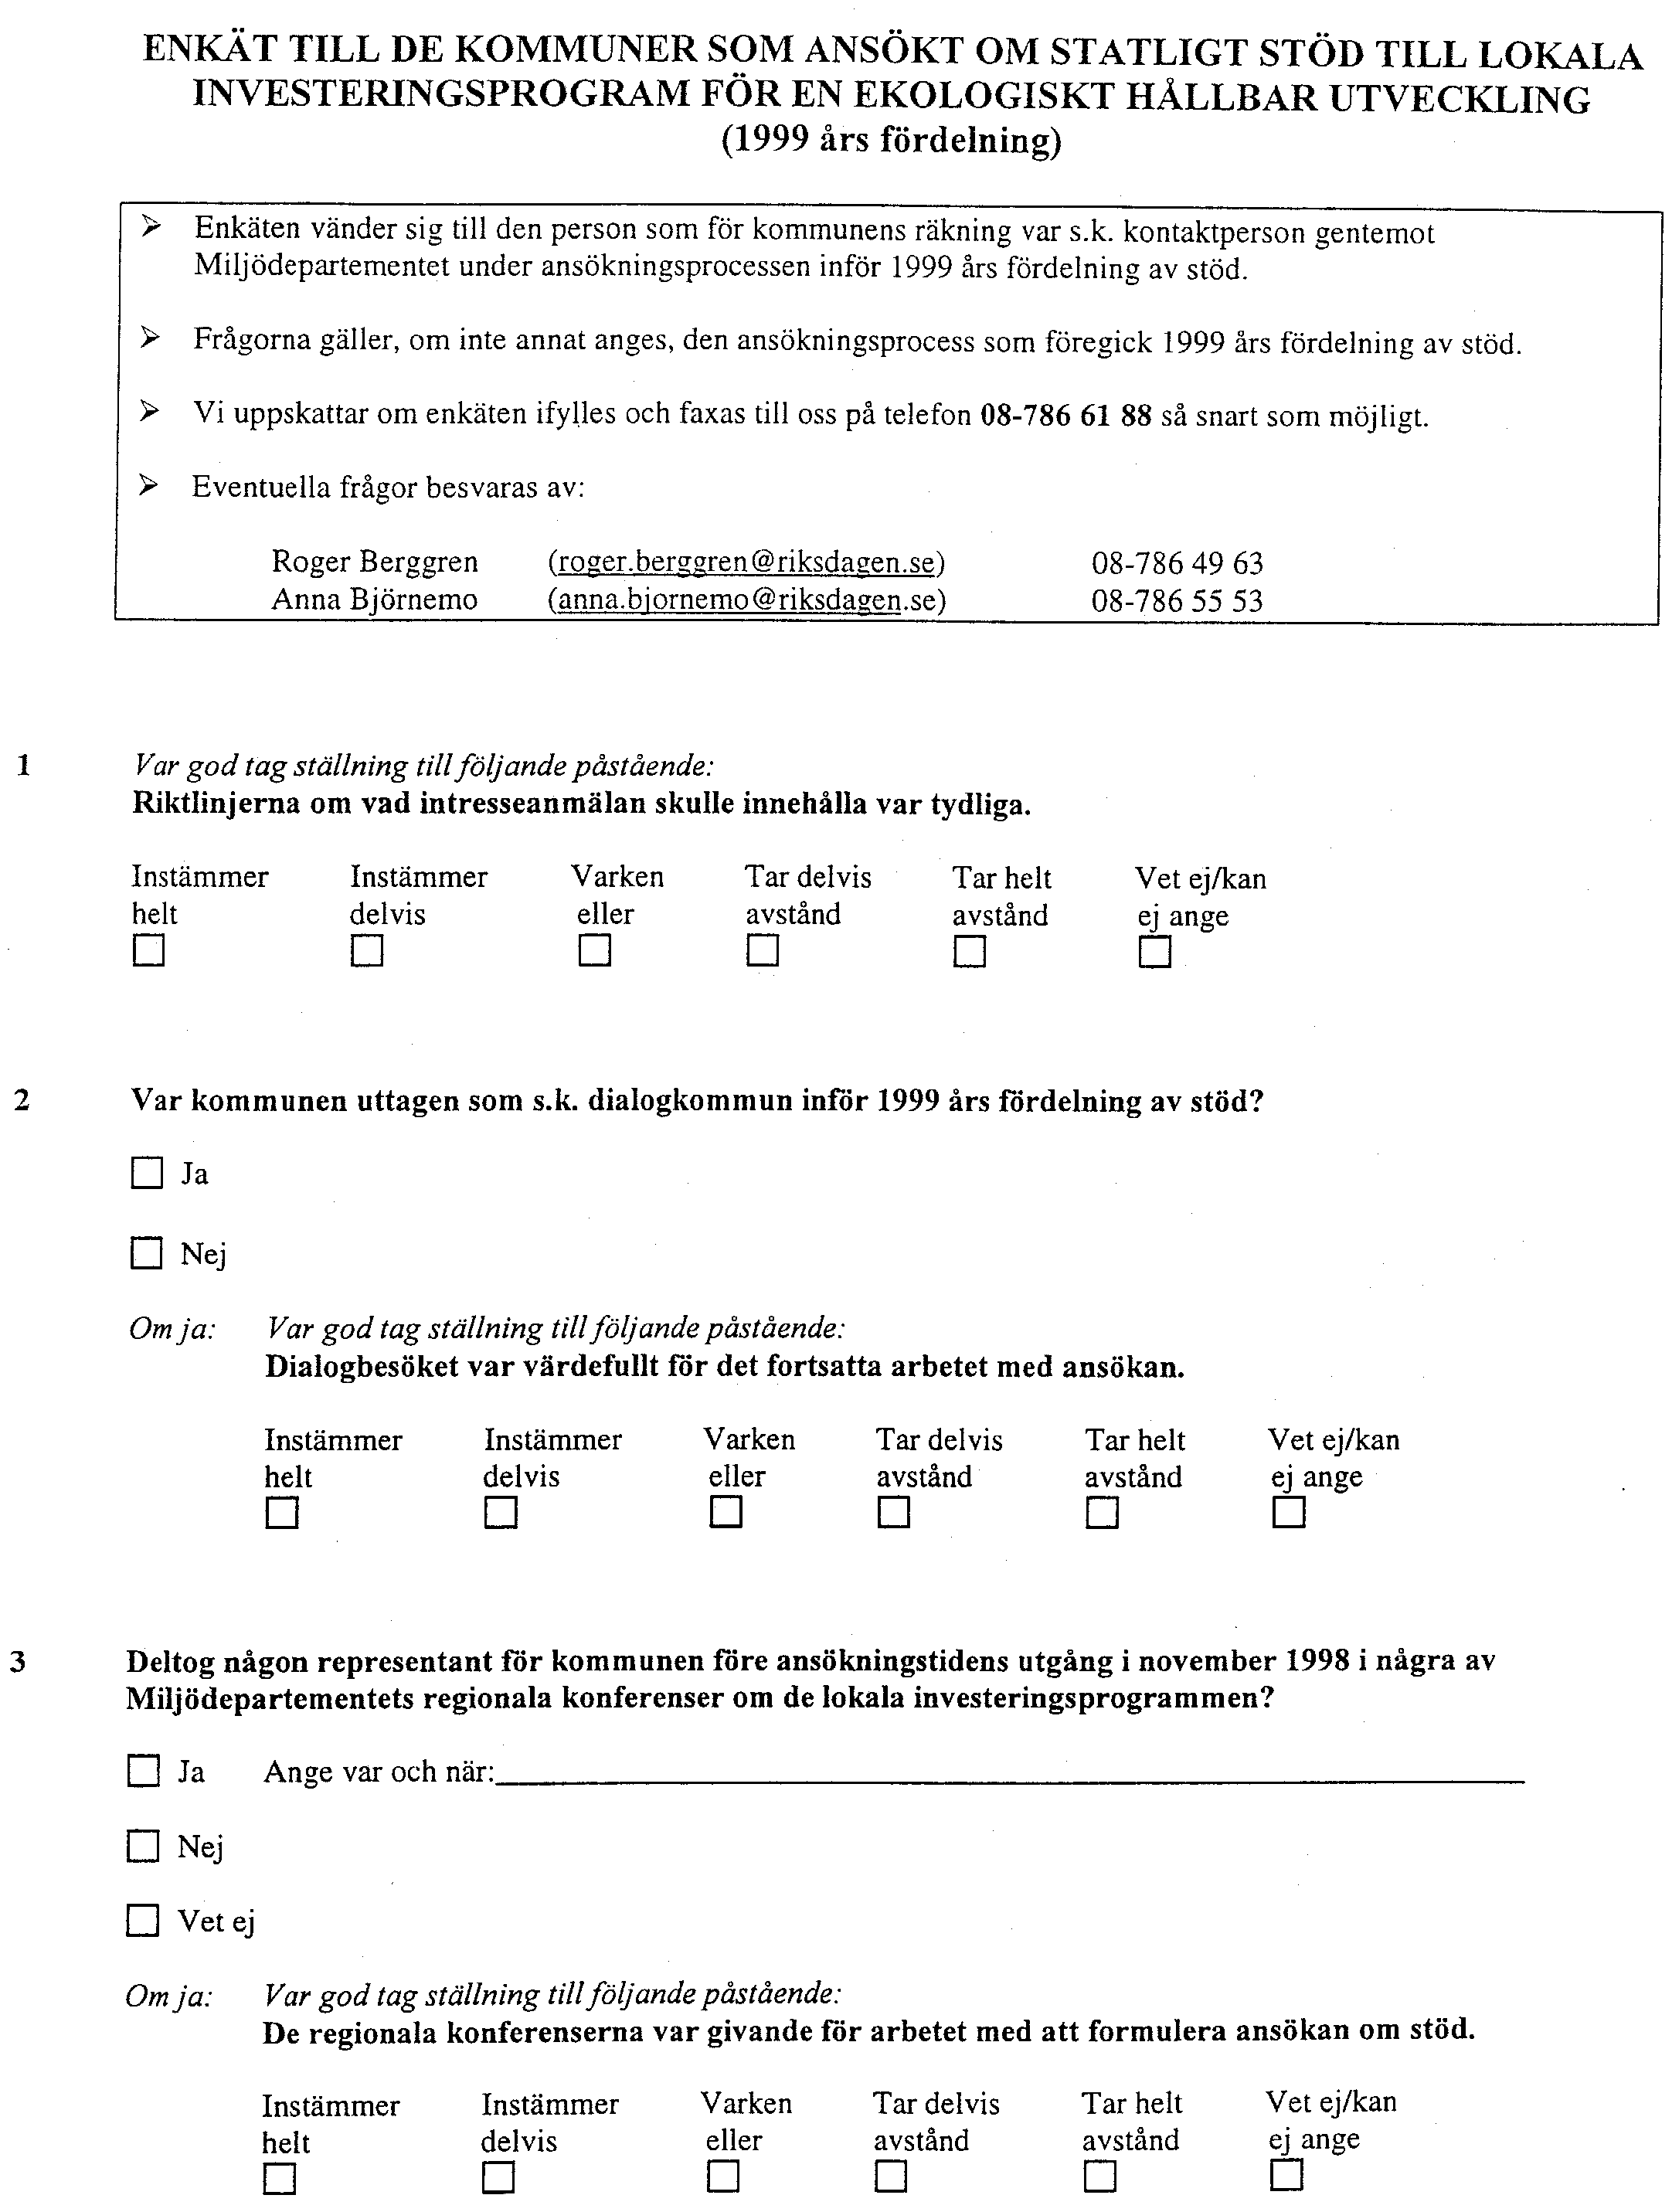 ENKÄT TILL DE KOMMUNER SOM ANSÖKT OM STATLIGT STÖD TILL LOKALA
INVESTERINGSPROGRAM FÖR EN EKOLOGISKT HÅLLBAR UTVECKLING
(1999 års fördelning)
➢ Enkäten vänder sig till den person som för kommunens räkning var s.k. kontaktperson gentemot
Miljödepartementet under ansökningsprocessen inför 1999 års fördelning av stöd.
➢ Frågorna gäller, om inte annat anges, den ansökningsprocess som föregick 1999 års fördelning av stöd.
➢ Vi uppskattar om enkäten ifylles och faxas till oss på telefon 08-786 61 88 så snart som möjligt.
➢ Eventuella frågor besvaras av:
Roger Berggren (roger.berggren@riksdagen.se) 08-786 49 63
Anna Björnemo (anna.bjornemo@riksdagen.se) 08-786 55 53
1 Var god tag ställning till följande påstående:
Riktlinjerna om vad intresseanmälan skulle innehålla var tydliga.
Instämmer Instämmer Varken Tar delvis Tar helt Vet ej/kan
helt delvis eller avstånd avstånd ej ange
☐ ☐ ☐ ☐ ☐ ☐
2 Var kommunen uttagen som s.k. dialogkommun inför 1999 års fördelning av stöd?
☐ Ja
☐ Nej
Om ja: Var god tag ställning till följande påstående:
Dialogbesöket var värdefullt för det fortsatta arbetet med ansökan.
Instämmer Instämmer Varken Tar delvis Tar helt Vet ej/kan
helt delvis eller avstånd avstånd ej ange
☐ ☐ ☐ ☐ ☐ ☐
3 Deltog någon representant för kommunen före ansökningstidens utgång i november 1998 i några av
Miljödepartementets regionala konferenser om de lokala investeringsprogrammen?
☐ Ja Ange var och när:
☐ Nej
☐ Vet ej
Om ja: Var god tag ställning till följande påstående:
De regionala konferenserna var givande för arbetet med att formulera ansökan om stöd.
Instämmer Instämmer Varken Tar delvis Tar helt Vet ej/kan
helt delvis eller avstånd avstånd ej ange
☐ ☐ ☐ ☐ ☐ ☐